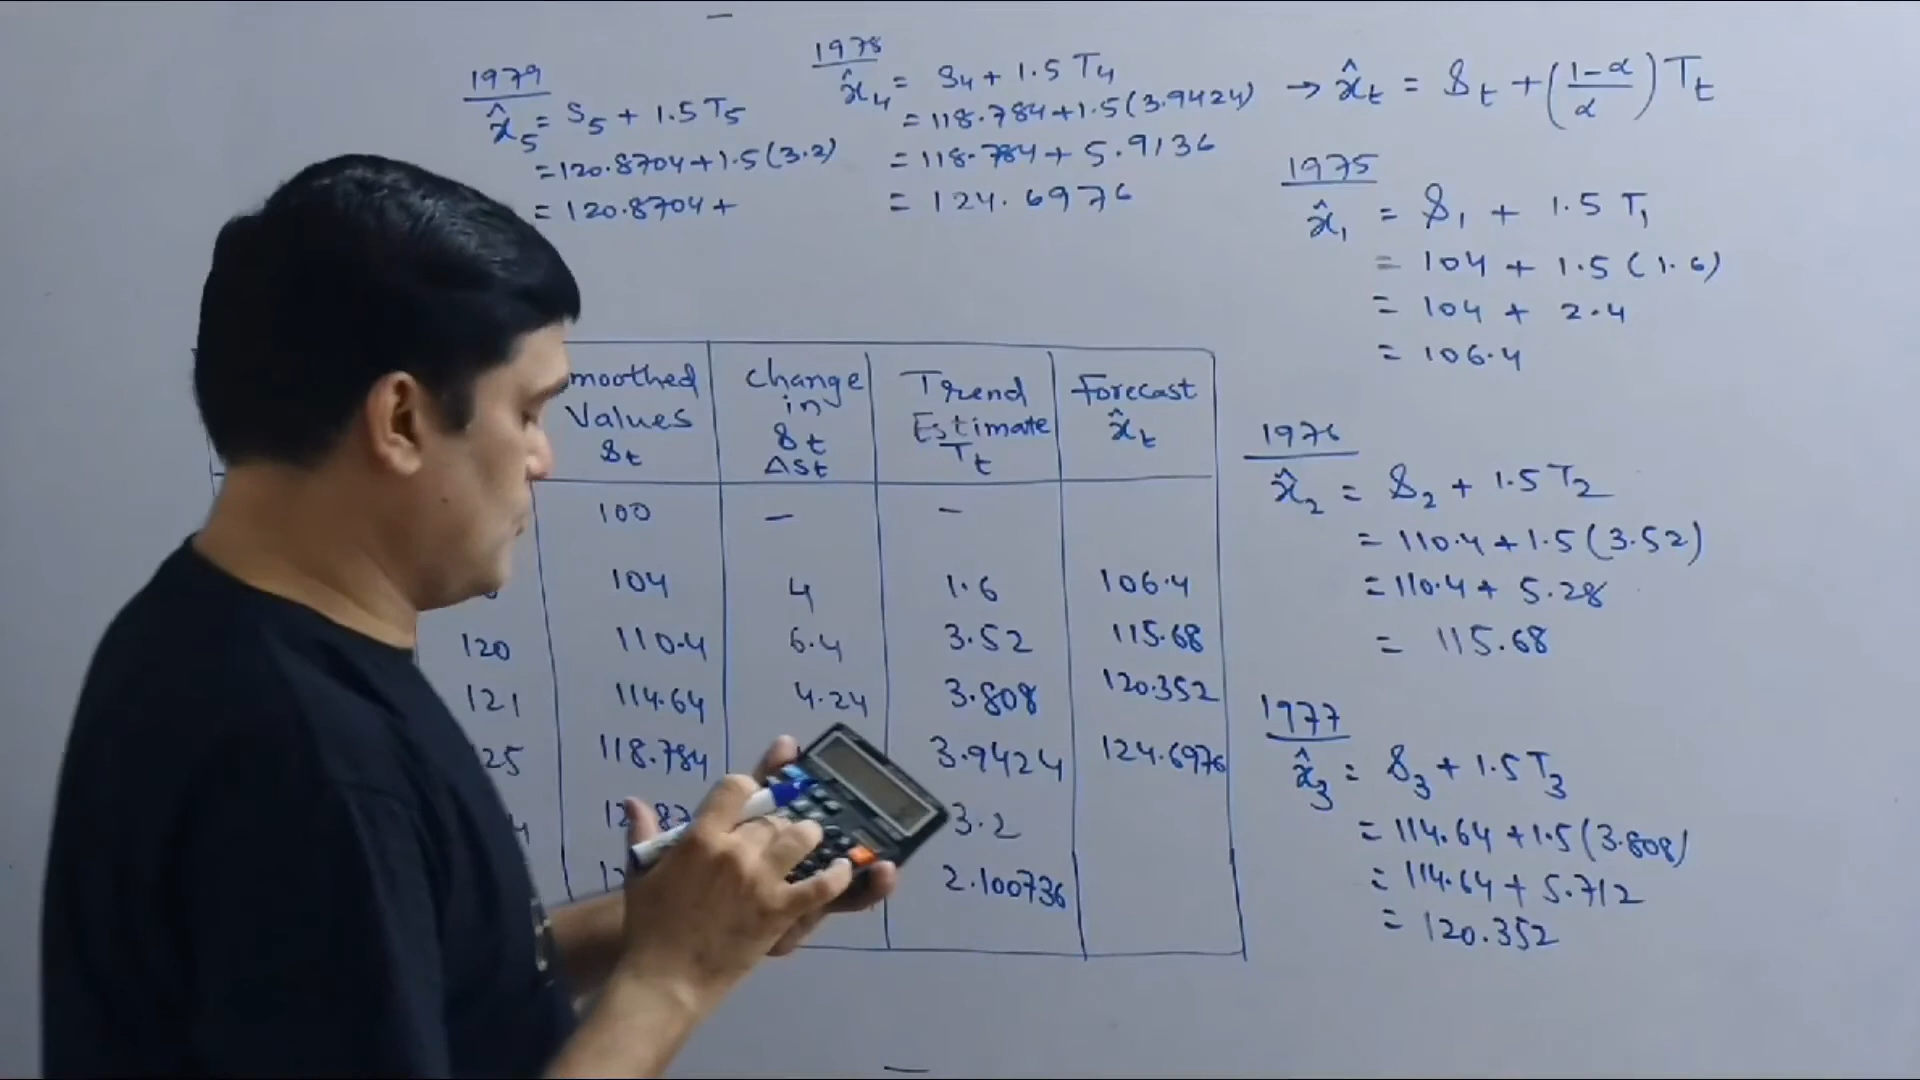 1979
x̂₅ = S₅ + 1.5 T₅
= 120.8704 + 1.5 (3.2)
= 120.8704 +
1978
x̂₄ = S₄ + 1.5 T₄
= 118.784 + 1.5 (3.9424)
= 118.784 + 5.9136
= 124.6976
→ x̂t = St + (1-α/α) Tt
1975
x̂₁ = S₁ + 1.5 T₁
= 104 + 1.5 (1.6)
= 104 + 2.4
= 106.4
1976
x̂₂ = S₂ + 1.5 T₂
= 110.4 + 1.5 (3.52)
= 110.4 + 5.28
= 115.68
1977
x̂₃ = S₃ + 1.5 T₃
= 114.64 + 1.5 (3.808)
= 114.64 + 5.712
= 120.352
moothed Values St
change in St ΔSt
Trend Estimate Tt
Forecast x̂t
100 – –
104 4 1.6 106.4
120 110.4 6.4 3.52 115.68
121 114.64 4.24 3.808 120.352
25 118.784 3.9424 124.6976
3.2
2.100736